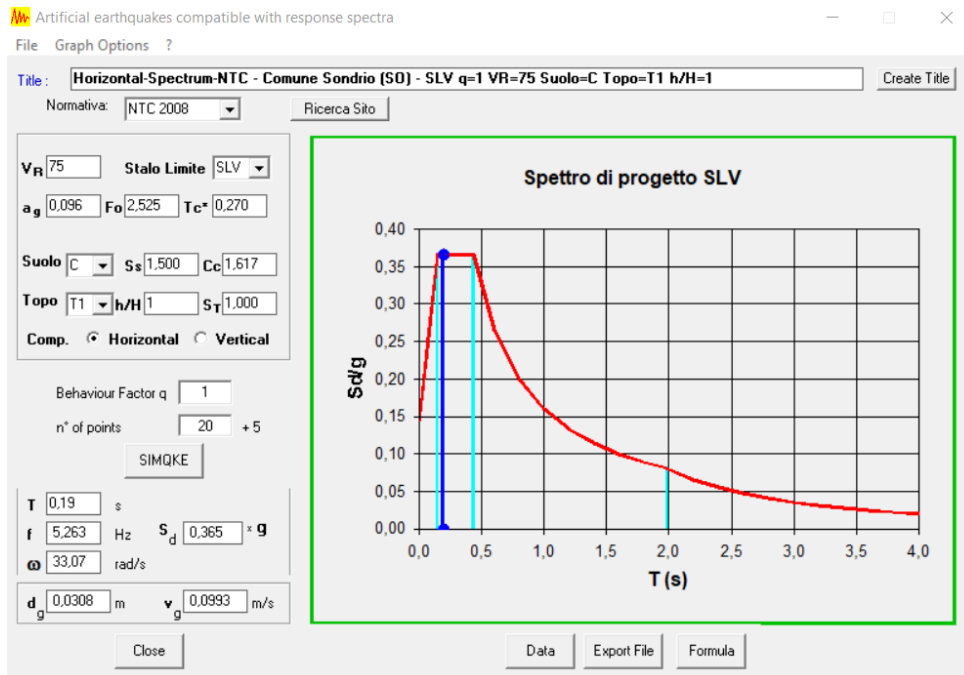 Artificial earthquakes compatible with response spectra
File Graph Options ?
Title : Horizontal-Spectrum-NTC - Comune Sondrio (SO) - SLV q=1 VR=75 Suolo=C Topo=T1 h/H=1 Create Title
Normativa: NTC 2008 Ricerca Sito
VR 75 Stalo Limite SLV
ag 0,096 Fo 2,525 Tc* 0,270
Suolo C Ss 1,500 Cc 1,617
Topo T1 h/H 1 ST 1,000
Comp. Horizontal Vertical
Behaviour Factor q 1
n° of points 20 + 5
SIMQKE
T 0,19 s
f 5,263 Hz Sd 0,365 × g
ω 33,07 rad/s
dg 0,0308 m vg 0,0993 m/s
Close
Spettro di progetto SLV
Sd/g
0,40
0,35
0,30
0,25
0,20
0,15
0,10
0,05
0,00
0,0 0,5 1,0 1,5 2,0 2,5 3,0 3,5 4,0
T (s)
Data Export File Formula